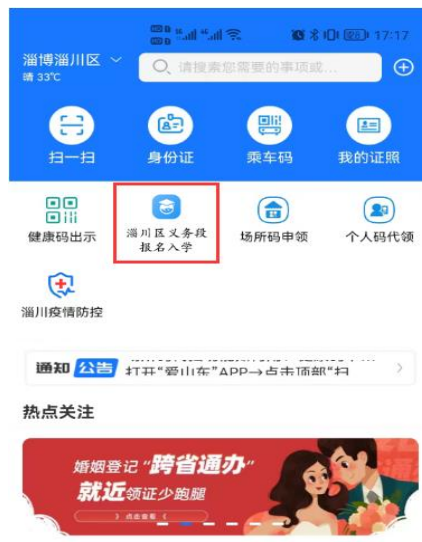 17:17
淄博淄川区
晴 33℃
请搜索您需要的事项或...
扫一扫
身份证
乘车码
我的证照
健康码出示
淄川区义务段
报名入学
场所码申领
个人码代领
淄川疫情防控
通知 公告
打开“爱山东”APP→点击顶部“扫
热点关注
婚姻登记“跨省通办”
就近领证少跑腿
点击查看